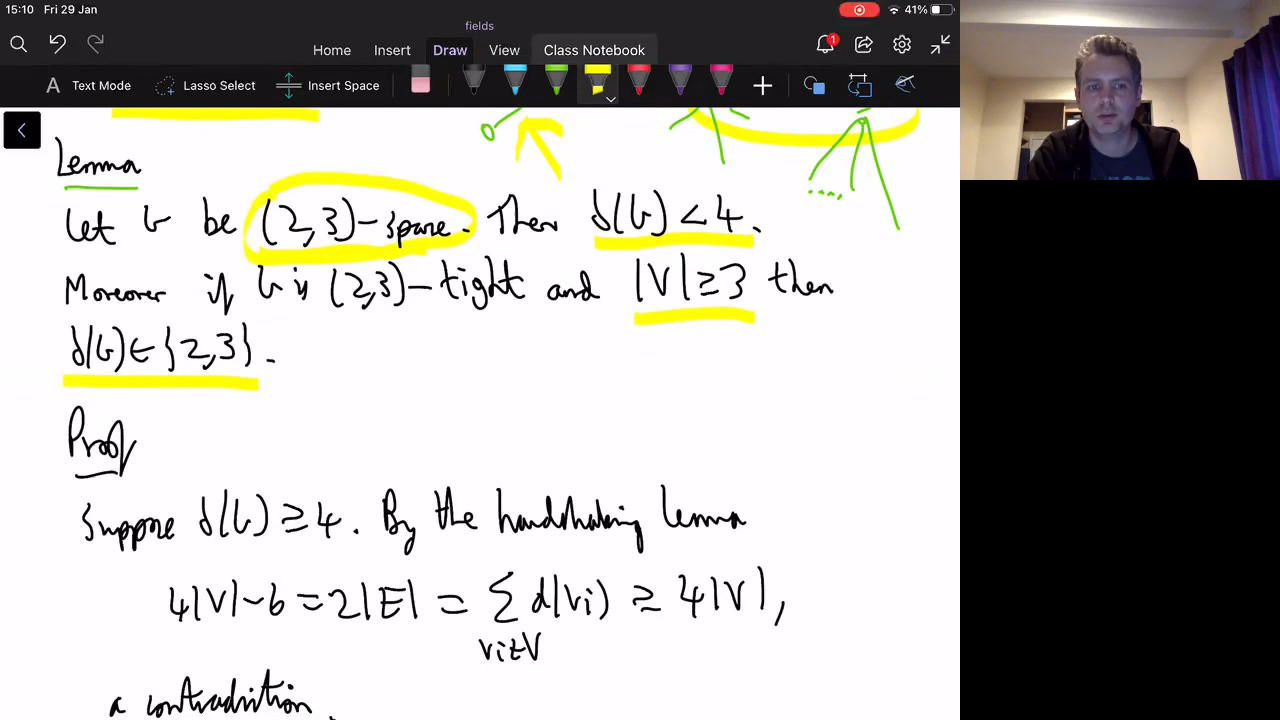 15:10 Fri 29 Jan
41%
fields
Home Insert Draw View Class Notebook
1
A Text Mode Lasso Select Insert Space
Lemma
Let G be (2,3)-sparse. Then δ(G) < 4.
Moreover if G is (2,3)-tight and |V| ≥ 3 then
δ(G) ∈ {2,3}.
Proof
Suppose δ(G) ≥ 4. By the handshaking lemma
4|V| - 6 = 2|E| = ∑ d(vi) ≥ 4|V|,
vi∈V
a contradiction.